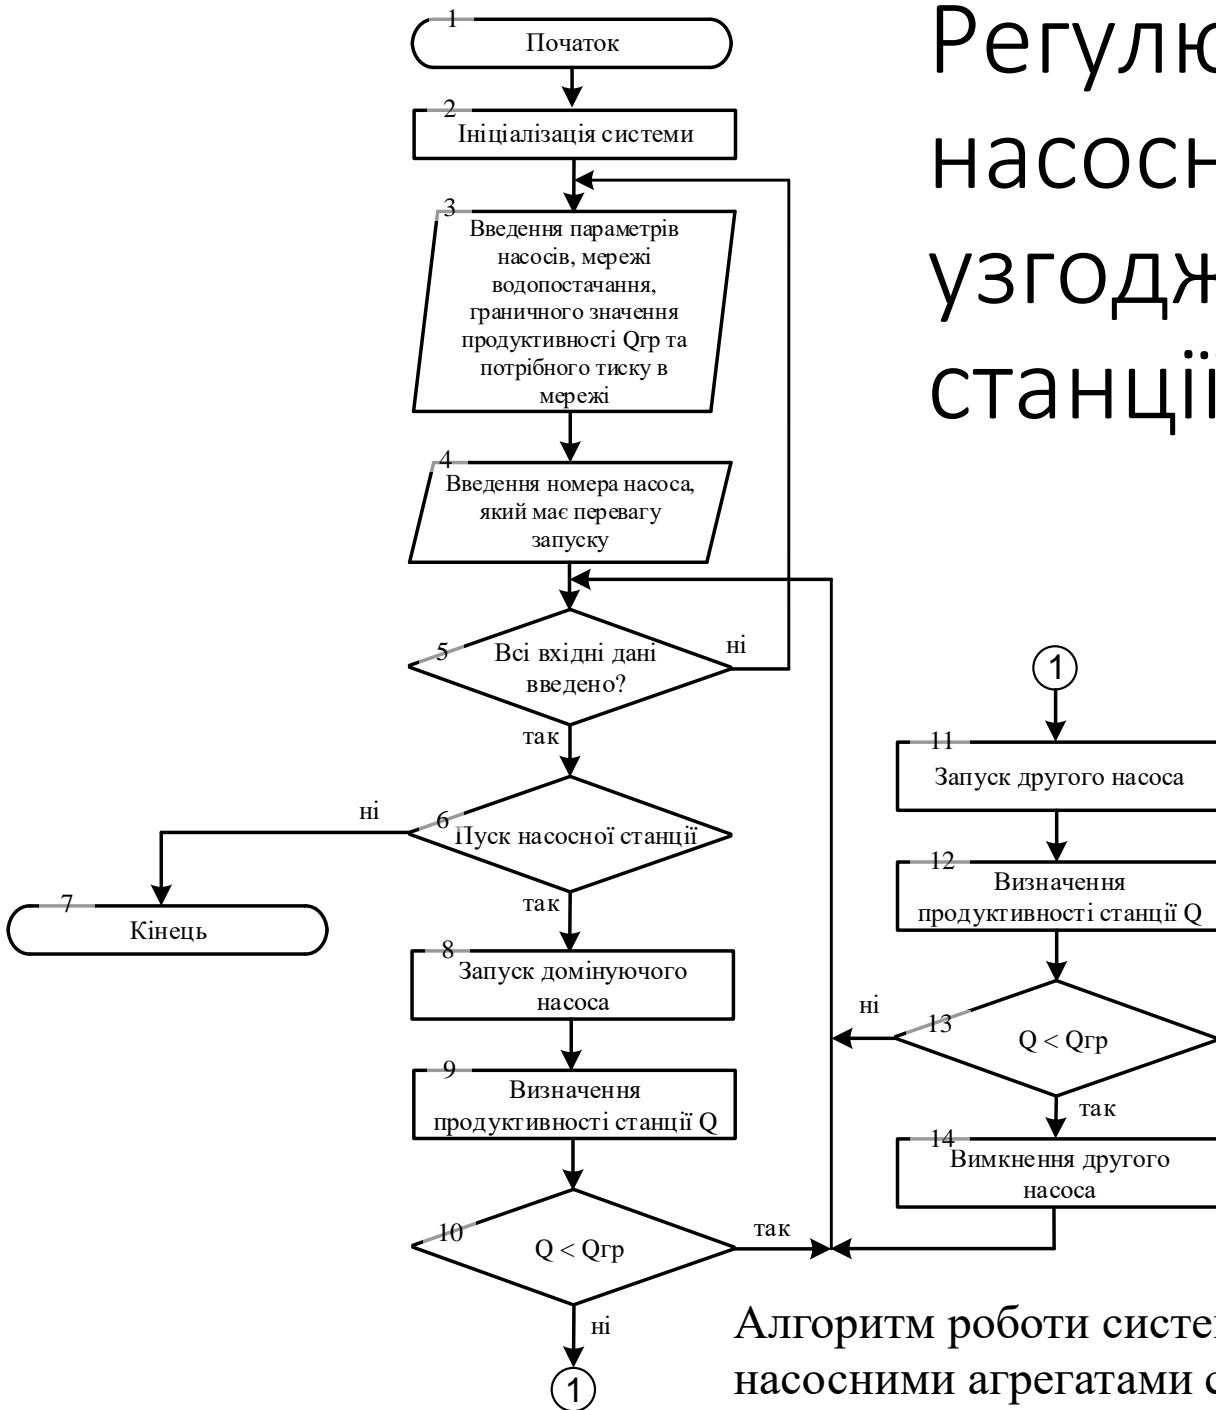 1
Початок
2
Ініціалізація системи
3
Введення параметрів
насосів, мережі
водопостачання,
граничного значення
продуктивності Qгр та
потрібного тиску в
мережі
4
Введення номера насоса,
який має перевагу
запуску
5
Всі вхідні дані
введено?
ні
так
6
Пуск насосної станції
ні
так
7
Кінець
8
Запуск домінуючого
насоса
9
Визначення
продуктивності станції Q
10
Q < Qгр
так
ні
1
1
11
Запуск другого насоса
12
Визначення
продуктивності станції Q
13
Q < Qгр
ні
так
14
Вимкнення другого
насоса
Регулю
насосн
узгодж
станції
Алгоритм роботи систем
насосними агрегатами с